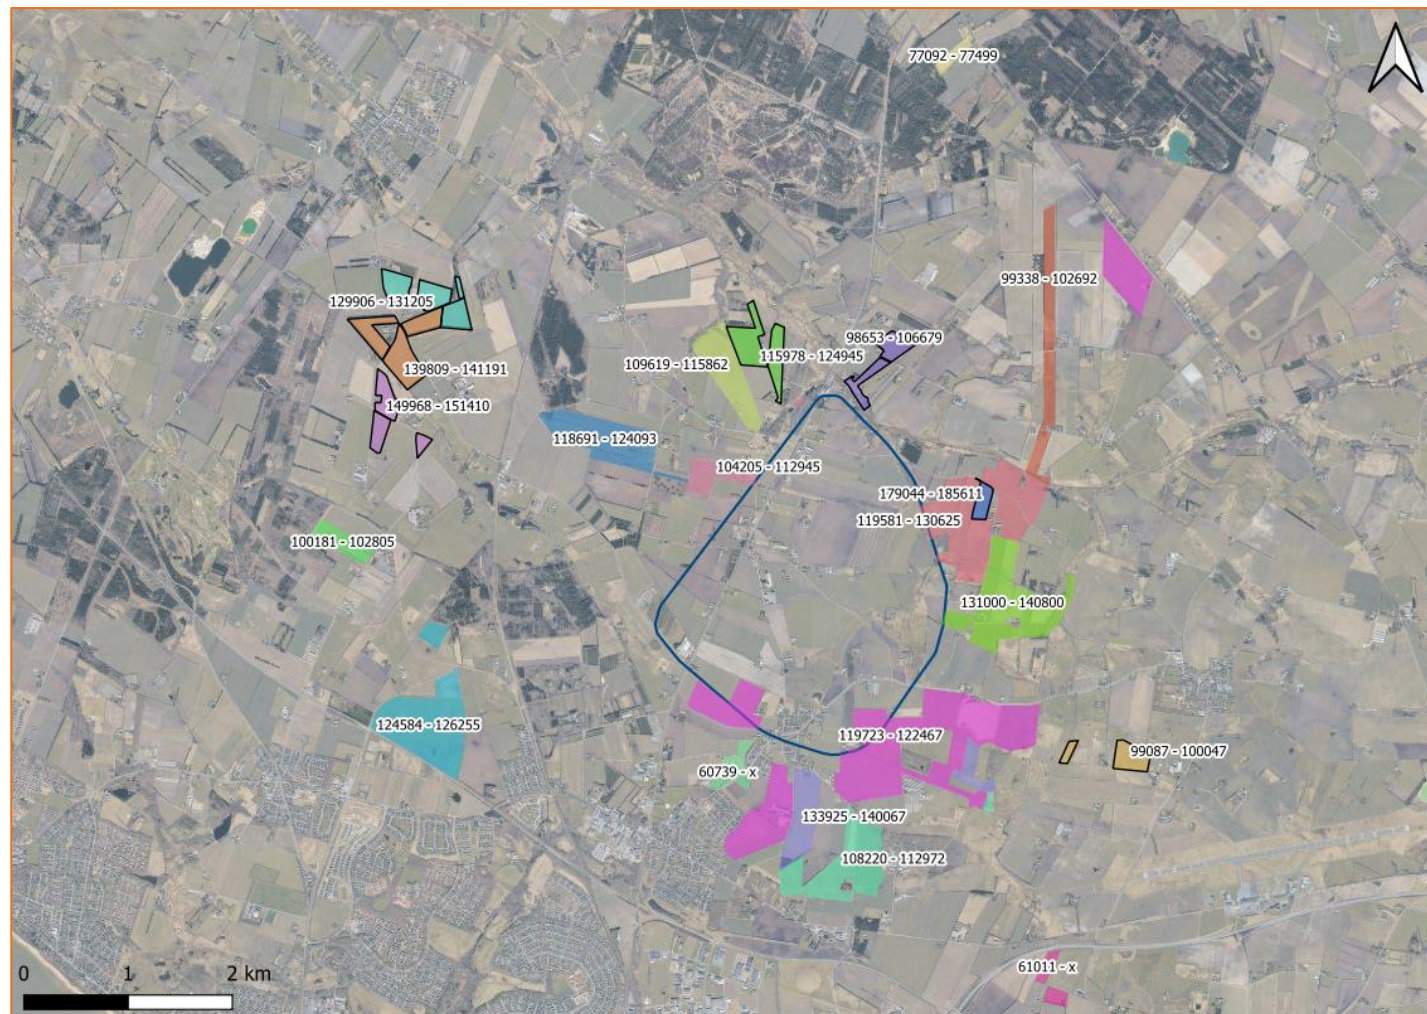 77092 - 77499
99338 - 102692
129906 - 131205
98653 - 106679
115978 - 124945
109619 - 115862
139809 - 141191
149968 - 151410
118691 - 124093
104205 - 112945
179044 - 185611
119581 - 130625
100181 - 102805
131000 - 140800
124584 - 126255
119723 - 122467
99087 - 100047
60739 - x
133925 - 140067
108220 - 112972
61011 - x
0 1 2 km